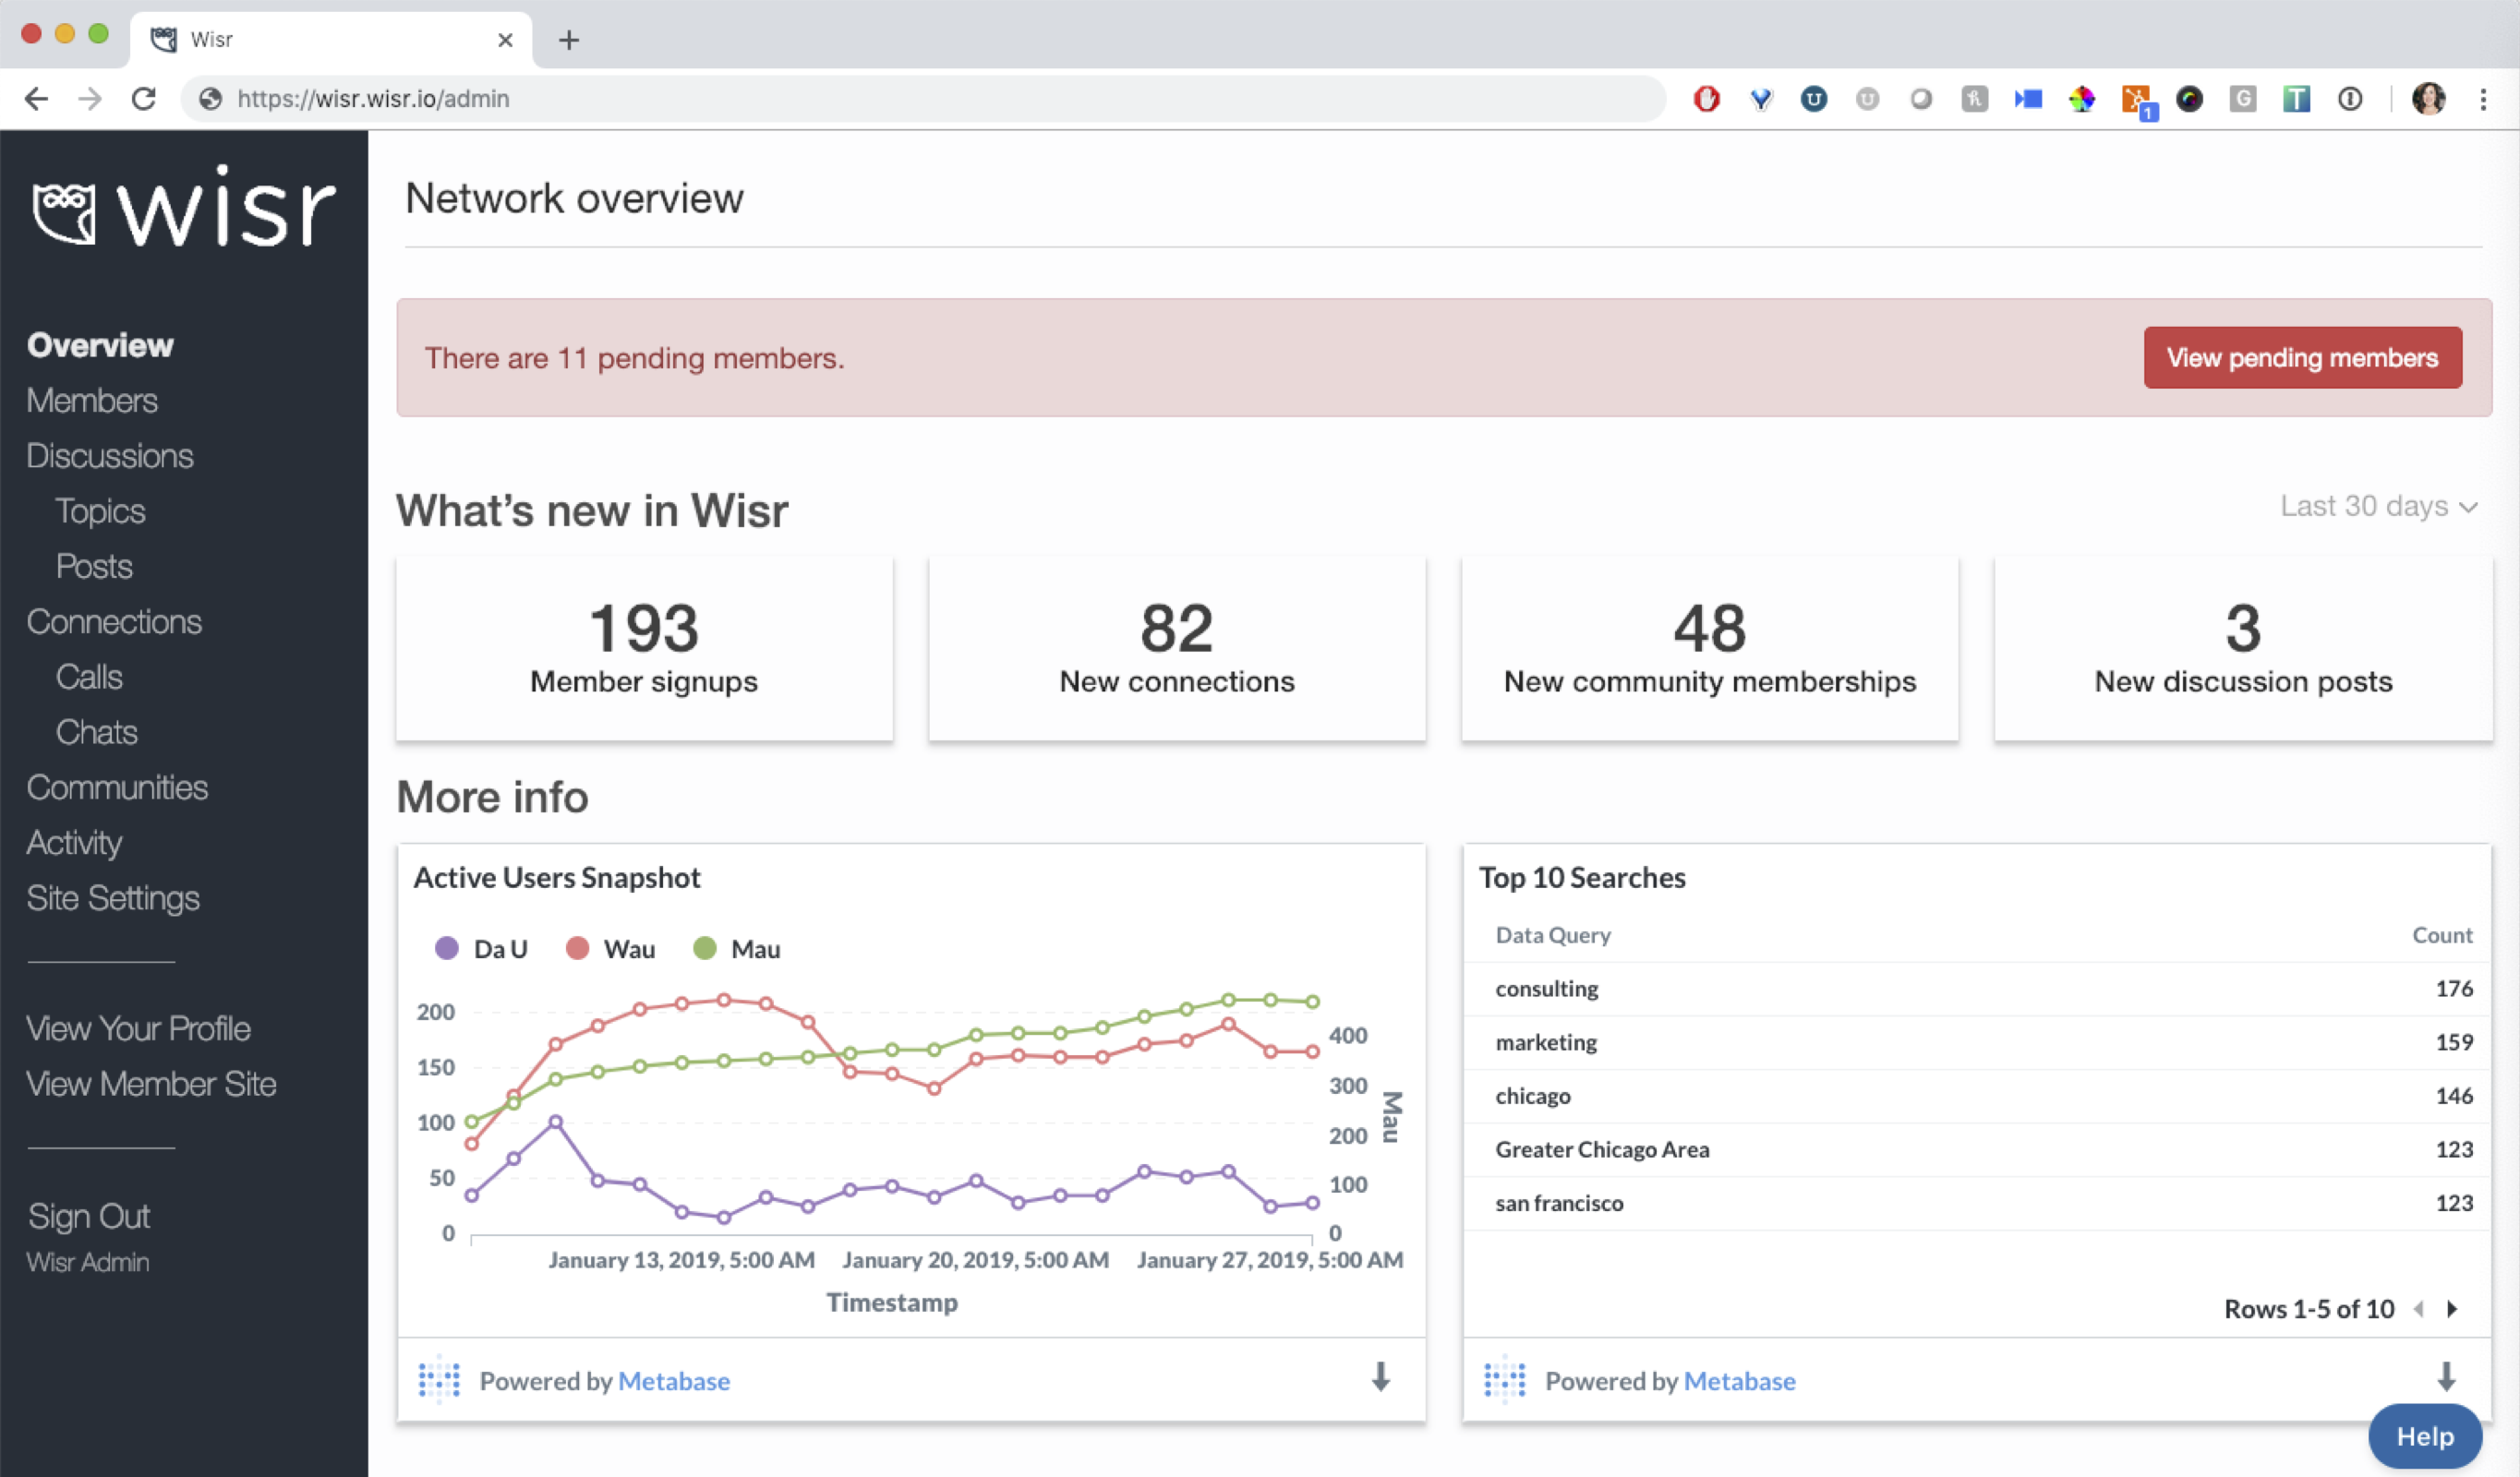 Wisr
https://wisr.wisr.io/admin
1
wisr
Overview
Members
Discussions
Topics
Posts
Connections
Calls
Chats
Communities
Activity
Site Settings
View Your Profile
View Member Site
Sign Out
Wisr Admin
Network overview
There are 11 pending members.
View pending members
What’s new in Wisr
Last 30 days
193
Member signups
82
New connections
48
New community memberships
3
New discussion posts
More info
Active Users Snapshot
Da U Wau Mau
200
150
100
50
0
400
300
200
100
0
Mau
January 13, 2019, 5:00 AM January 20, 2019, 5:00 AM January 27, 2019, 5:00 AM
Timestamp
Powered by Metabase
Top 10 Searches
Data Query Count
consulting 176
marketing 159
chicago 146
Greater Chicago Area 123
san francisco 123
Rows 1-5 of 10
Powered by Metabase
Help